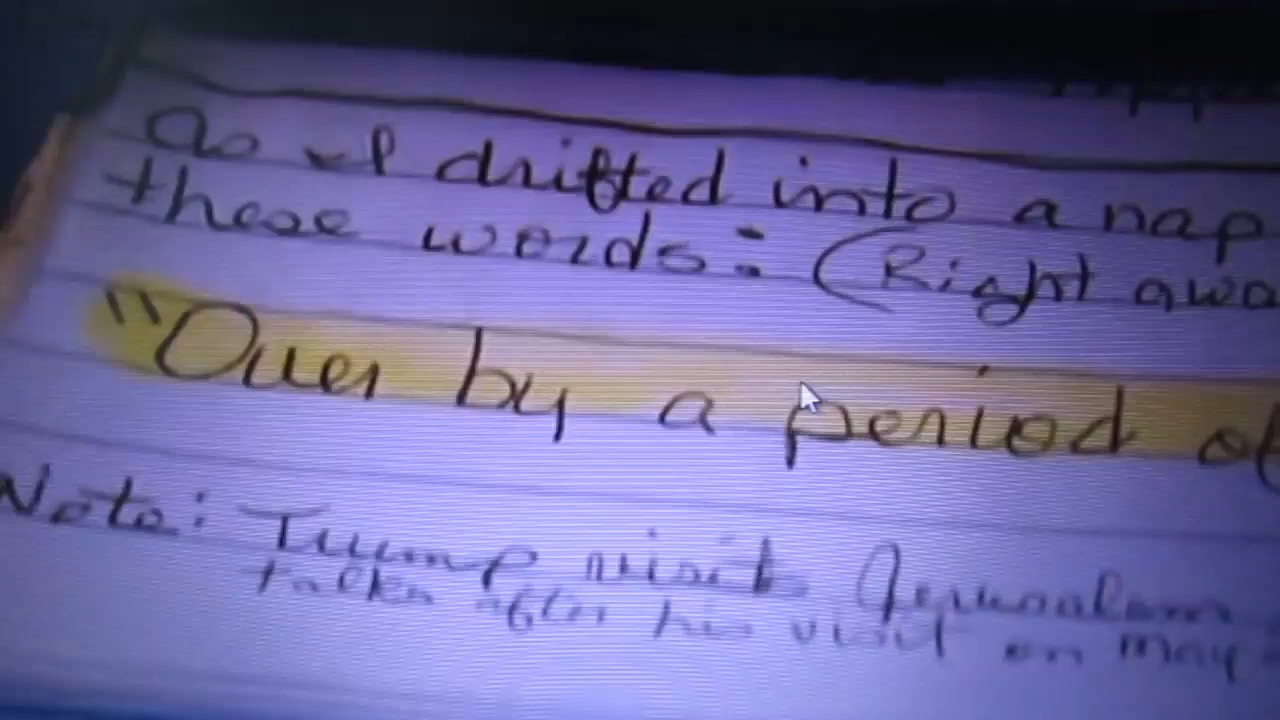 As I drifted into a nap
these words: (Right awa
"Over by a period of
Note: Trump visit Jerusalem
talks after his visit on may